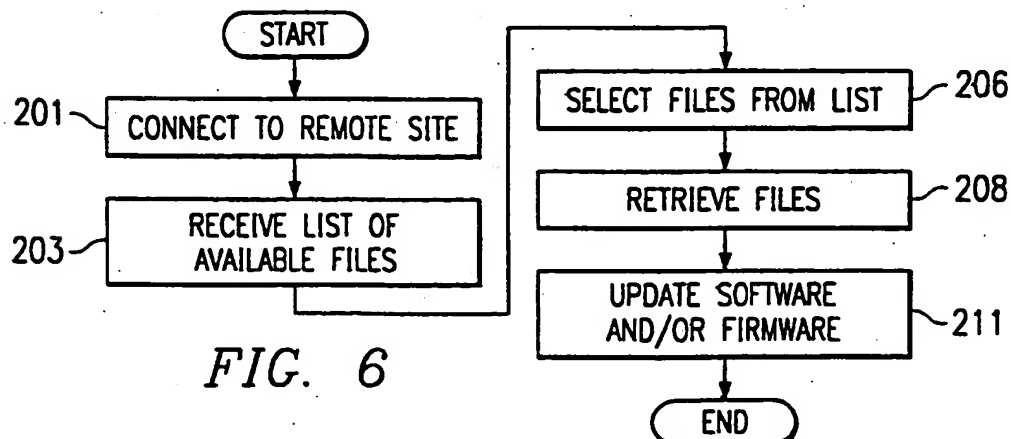 START
201
CONNECT TO REMOTE SITE
203
RECEIVE LIST OF
AVAILABLE FILES
SELECT FILES FROM LIST
206
RETRIEVE FILES
208
UPDATE SOFTWARE
AND/OR FIRMWARE
211
END
FIG. 6